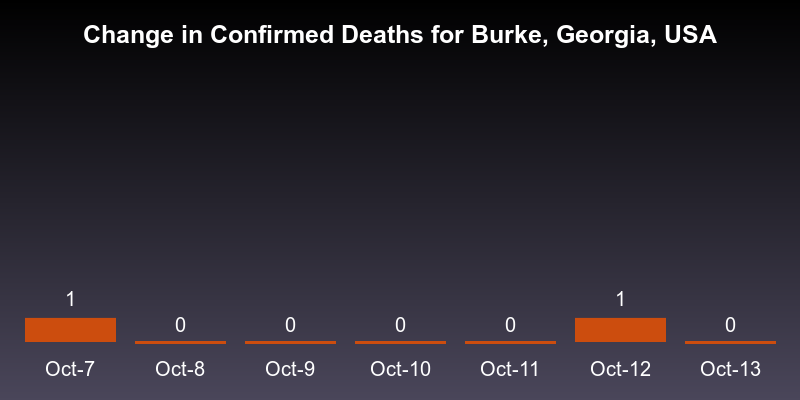 Change in Confirmed Deaths for Burke, Georgia, USA
1 0 0 0 0 1 0
Oct-7 Oct-8 Oct-9 Oct-10 Oct-11 Oct-12 Oct-13